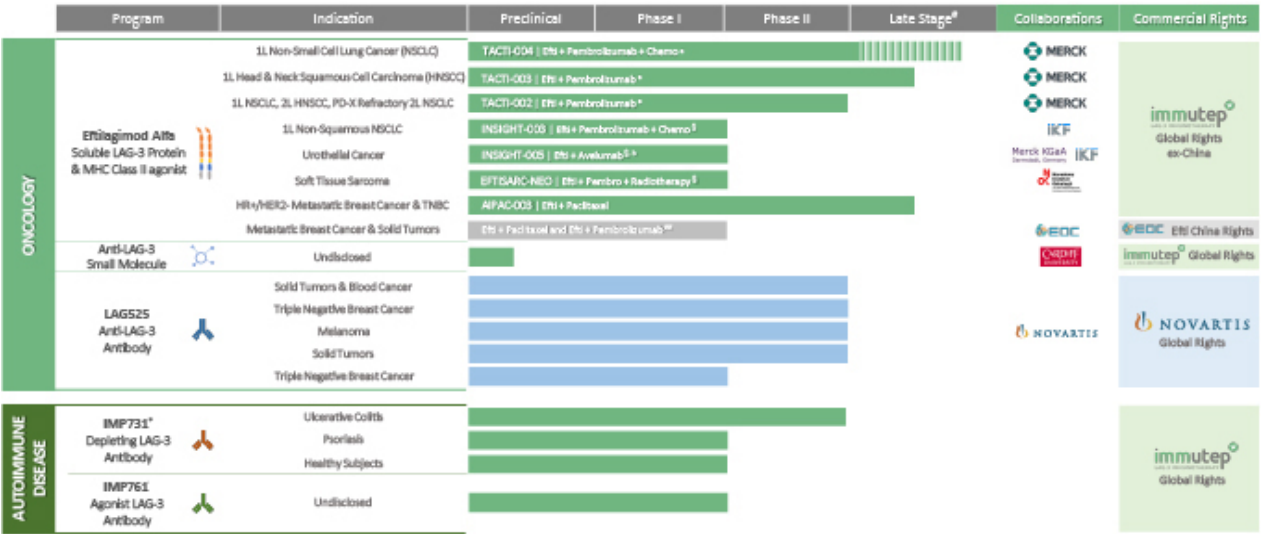 Program Indication Preclinical Phase I Phase II Late Stage# Collaborations Commercial Rights
ONCOLOGY
Eftilagimod Alfa
Soluble LAG-3 Protein
& MHC Class II agonist
1L Non-Small Cell Lung Cancer (NSCLC) TACTI-004 | Efti + Pembrolizumab + Chemo MERCK
1L Head & Neck Squamous Cell Carcinoma (HNSCC) TACTI-003 | Efti + Pembrolizumab MERCK
1L NSCLC, 2L HNSCC, PD-X Refractory 2L NSCLC TACTI-002 | Efti + Pembrolizumab MERCK
1L Non-Squamous NSCLC INSIGHT-003 | Efti + Pembrolizumab + Chemo§ IKF
Urothelial Cancer INSIGHT-005 | Efti + Avelumab Merck KGaA IKF
Darmstadt, Germany
Soft Tissue Sarcoma EFTISARC-NEO | Efti + Pembro + Radiotherapy§
HR+/HER2- Metastatic Breast Cancer & TNBC AIPAC-003 | Efti + Paclitaxel
Metastatic Breast Cancer & Solid Tumors Efti + Paclitaxel and Efti + Pembrolizumab EOC
immutep
Global Rights
ex-China
EOC Efti China Rights
Anti-LAG-3
Small Molecule
Undisclosed
CARDIFF
UNIVERSITY
immutep Global Rights
LAG525
Anti-LAG-3
Antibody
Solid Tumors & Blood Cancer
Triple Negative Breast Cancer
Melanoma
Solid Tumors
Triple Negative Breast Cancer
NOVARTIS
NOVARTIS
Global Rights
AUTOIMMUNE
DISEASE
IMP731*
Depleting LAG-3
Antibody
Ulcerative Colitis
Psoriasis
Healthy Subjects
IMP761
Agonist LAG-3
Antibody
Undisclosed
immutep
Global Rights